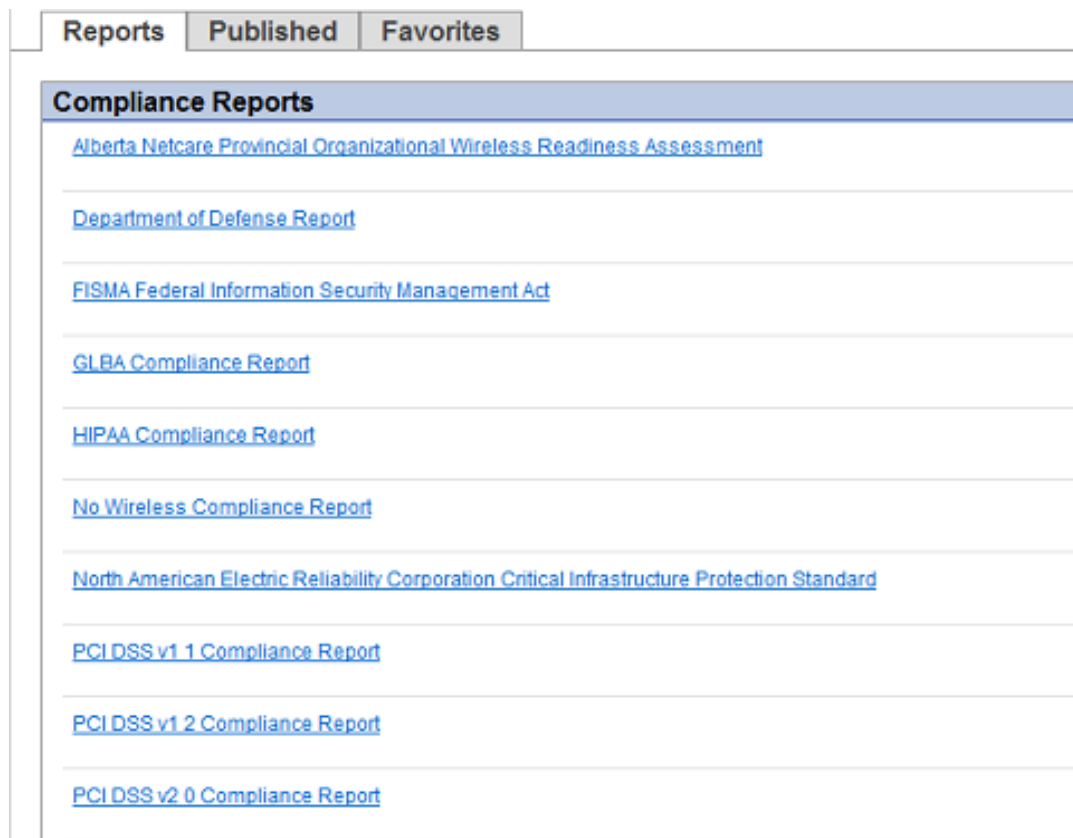 Reports Published Favorites
Compliance Reports
Alberta Netcare Provincial Organizational Wireless Readiness Assessment
Department of Defense Report
FISMA Federal Information Security Management Act
GLBA Compliance Report
HIPAA Compliance Report
No Wireless Compliance Report
North American Electric Reliability Corporation Critical Infrastructure Protection Standard
PCI DSS v1 1 Compliance Report
PCI DSS v1 2 Compliance Report
PCI DSS v2 0 Compliance Report